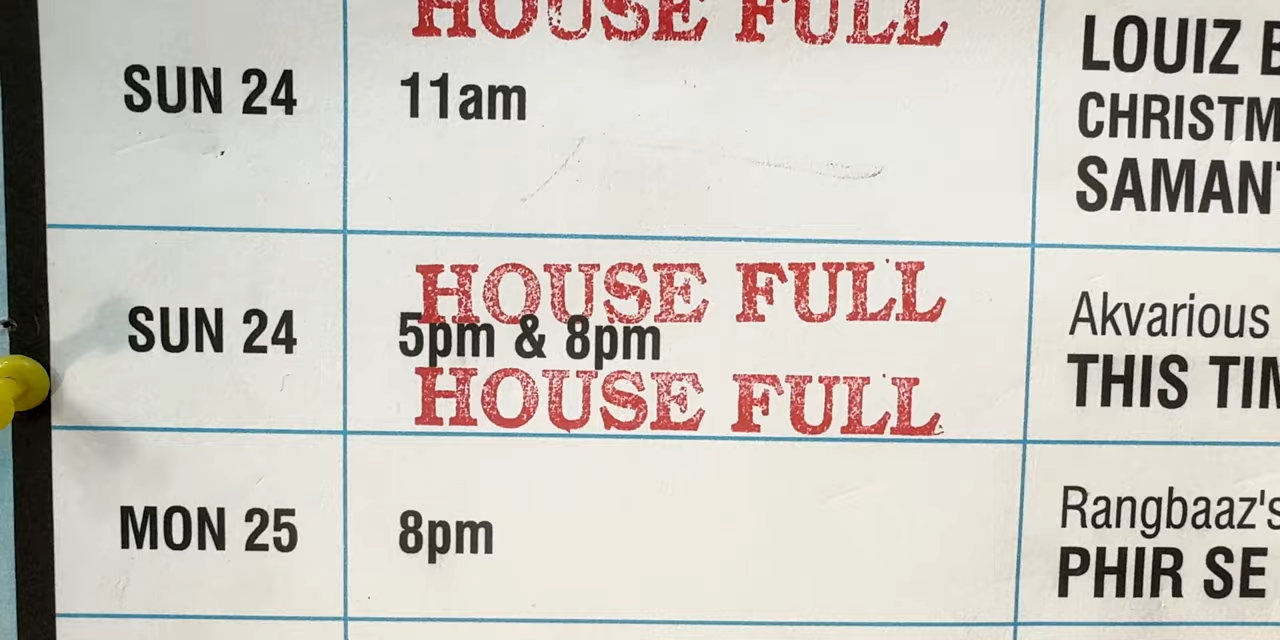 HOUSE FULL
SUN 24
11am
LOUIZ
CHRISTM
SAMAN
SUN 24
HOUSE FULL
5pm & 8pm
HOUSE FULL
Akvarious
THIS TIM
MON 25
8pm
Rangbaaz's
PHIR SE